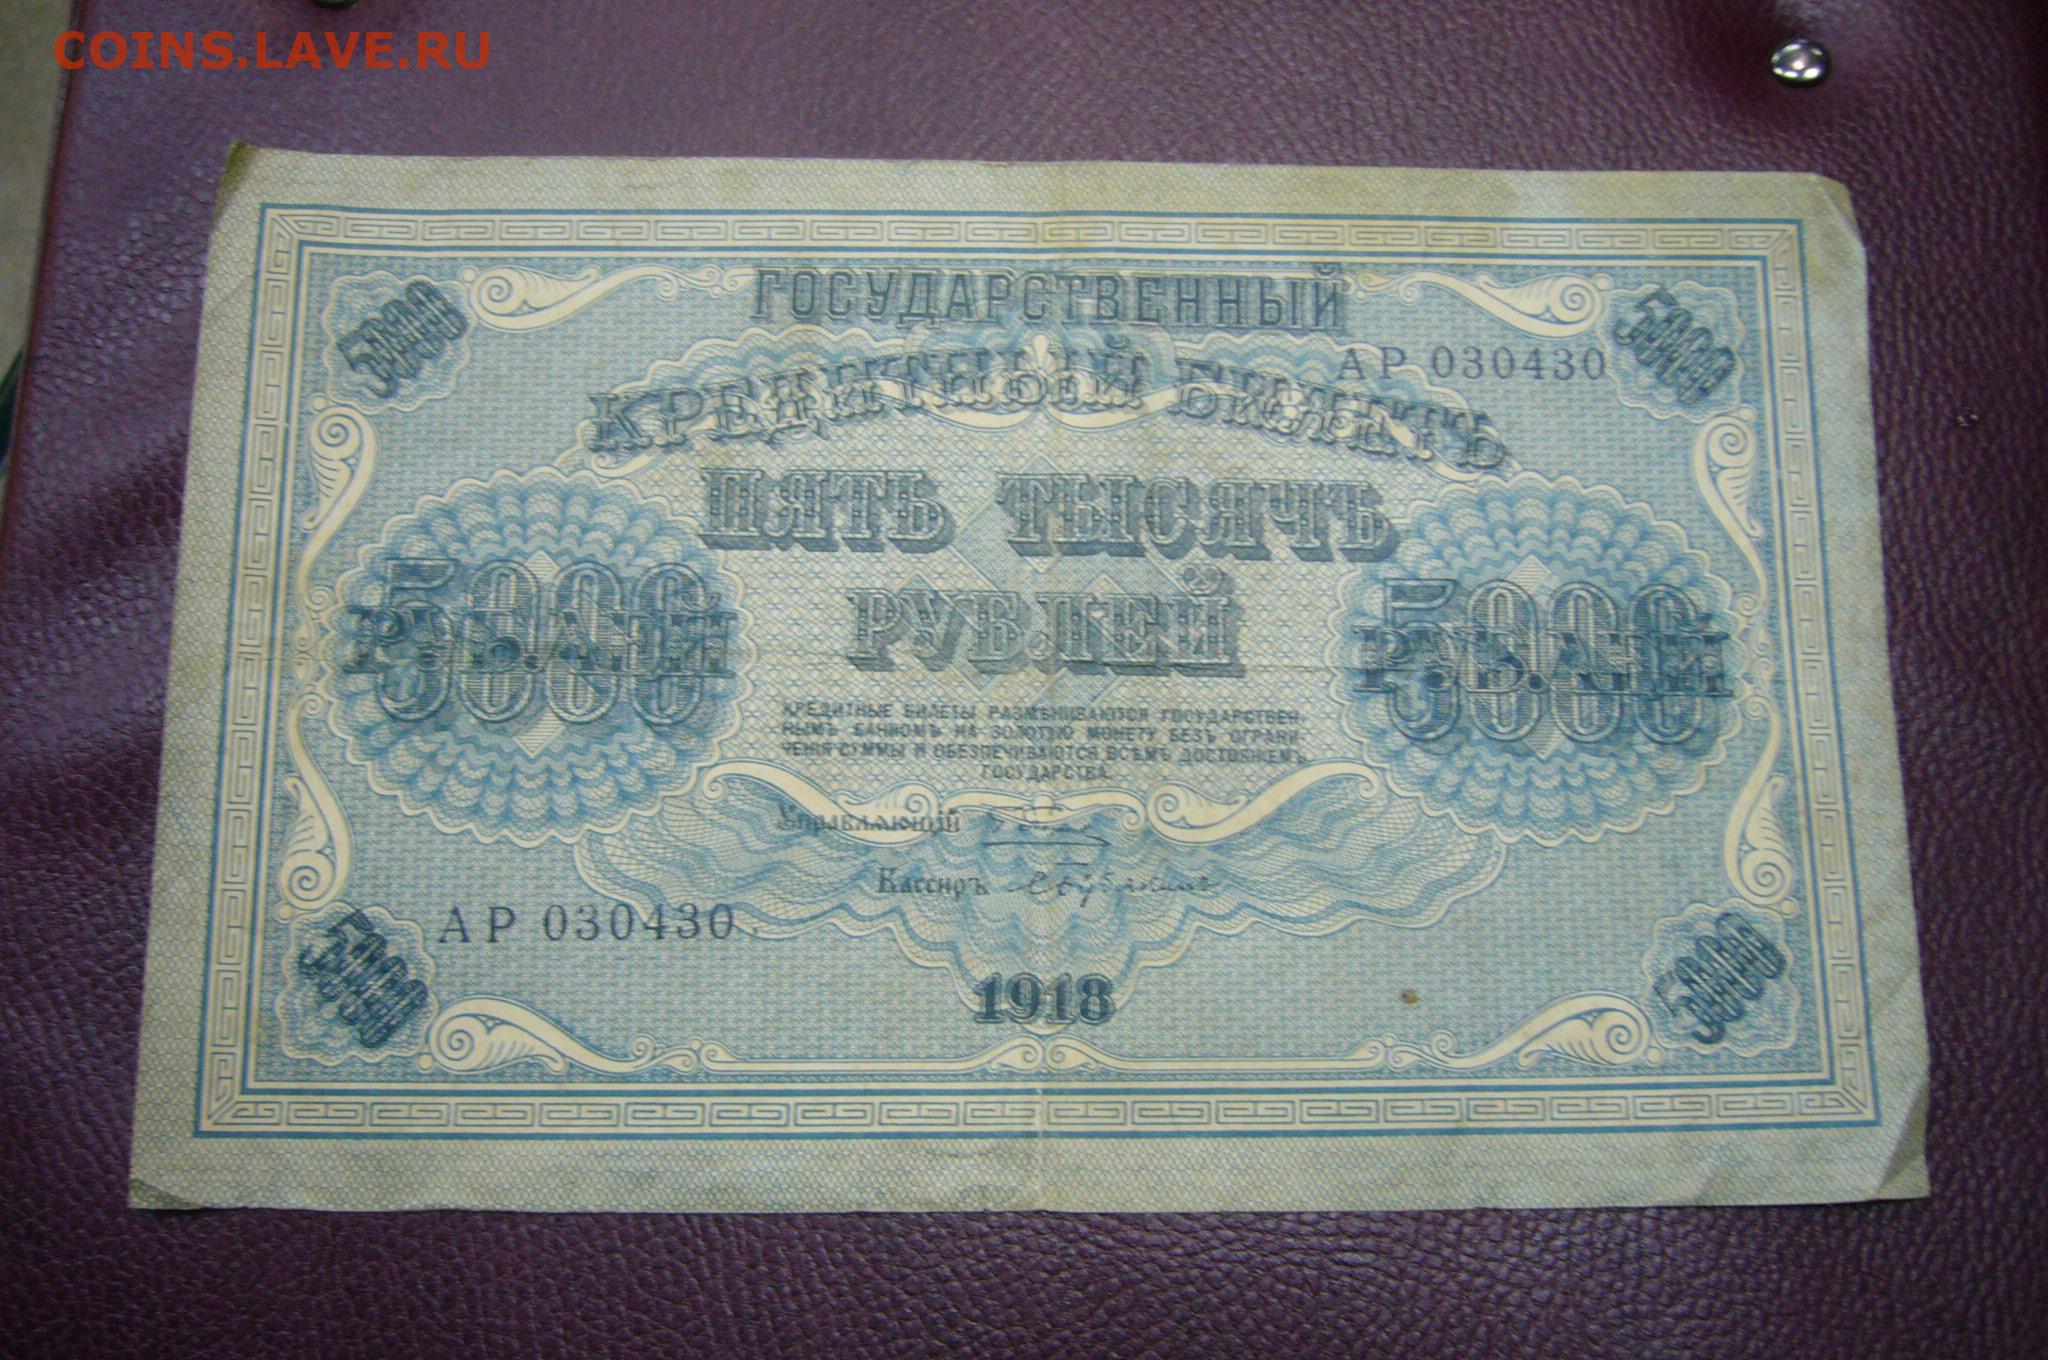 COINS.LAVE.RU
ГОСУДАРСТВЕННЫЙ
5000 5000
АР 030430
КРЕДИТНЫЙ БИЛЕТЪ
ПЯТЬ ТЫСЯЧЪ
РУБЛЕЙ
5000 5000
РУБЛЕЙ РУБЛЕЙ
КРЕДИТНЫЕ БИЛЕТЫ РАЗМѢНИВАЮТСЯ ГОСУДАРСТВЕН-
НЫМЪ БАНКОМЪ НА ЗОЛОТУЮ МОНЕТУ БЕЗЪ ОГРАНИ-
ЧЕНІЯ СУММЫ И ОБЕЗПЕЧИВАЮТСЯ ВСѢМЪ ДОСТОЯНІЕМЪ
ГОСУДАРСТВА.
Управляющій
Кассиръ
АР 030430
5000 5000
1918